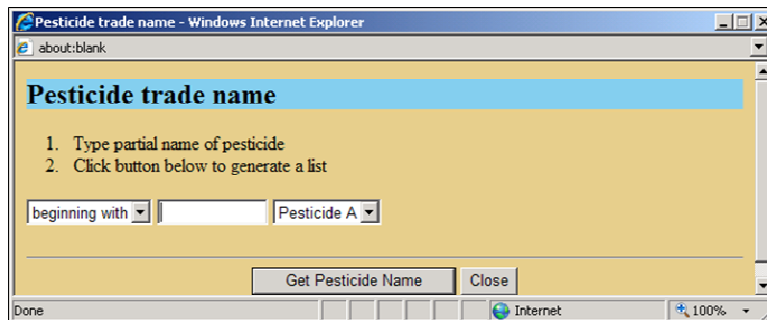 Pesticide trade name - Windows Internet Explorer
about:blank
Pesticide trade name
1. Type partial name of pesticide
2. Click button below to generate a list
beginning with Pesticide A
Get Pesticide Name Close
Done Internet 100%